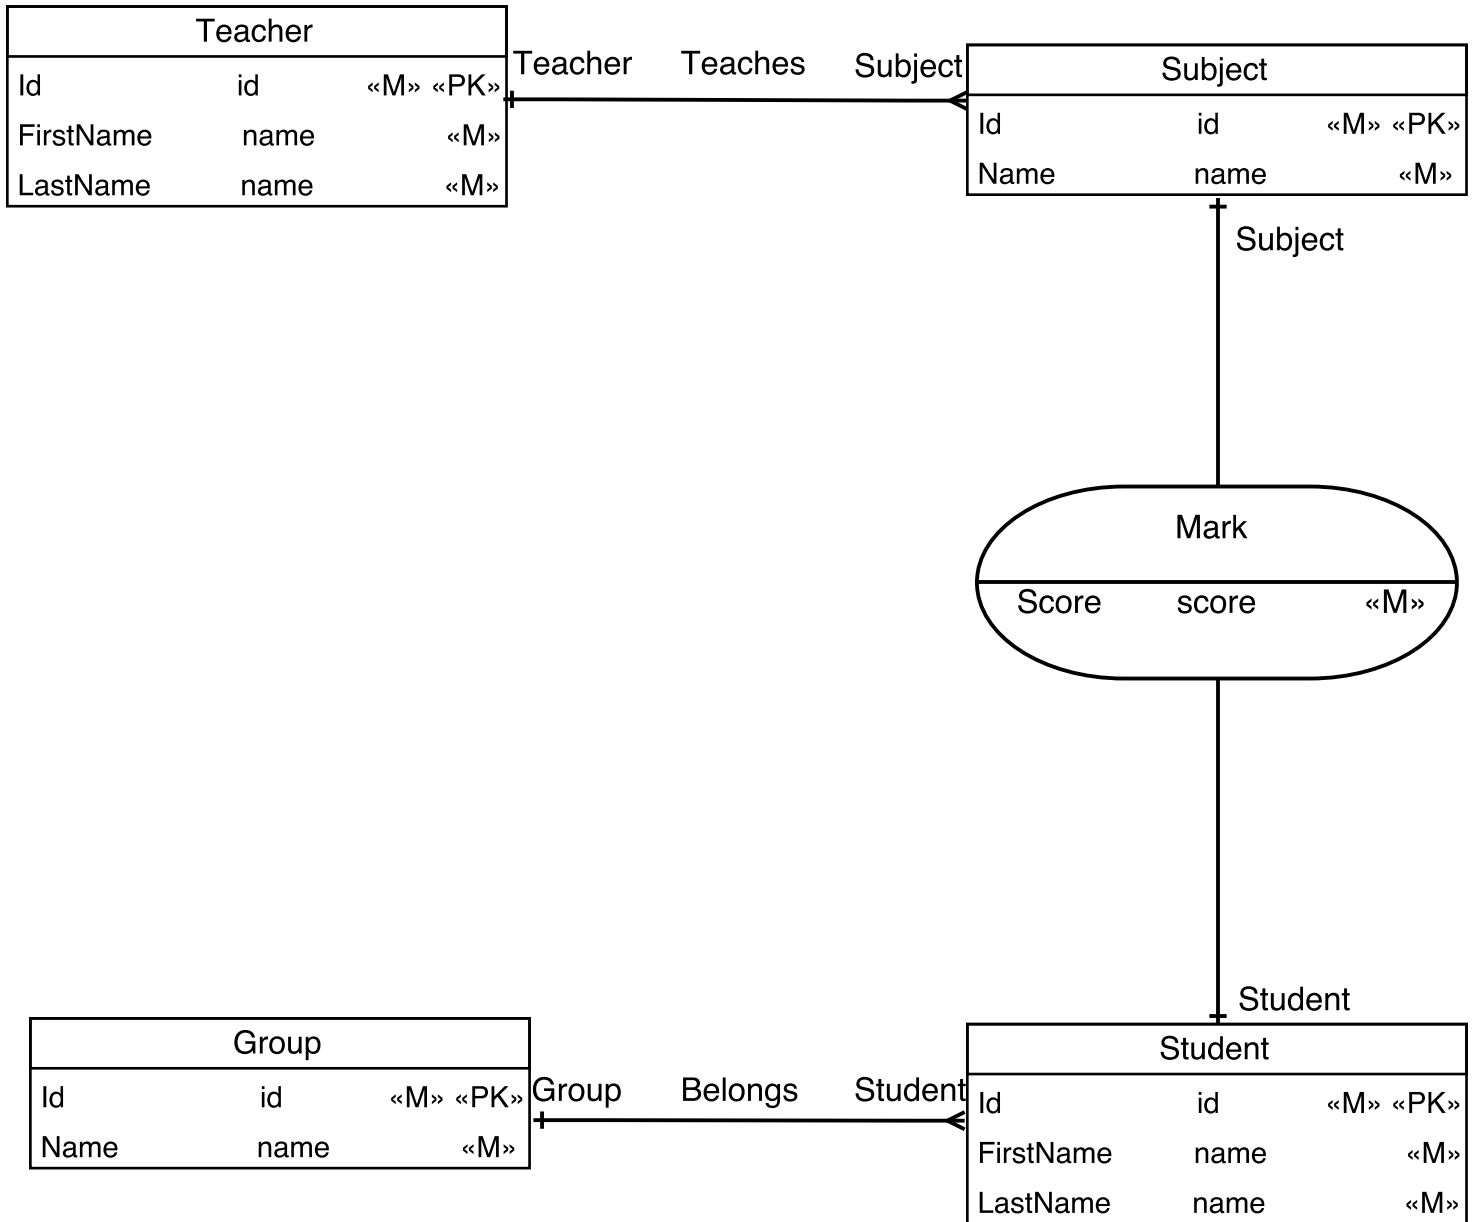 Teacher
Id id «M» «PK»
FirstName name «M»
LastName name «M»
Teacher Teaches Subject
Subject
Id id «M» «PK»
Name name «M»
Subject
Mark
Score score «M»
Student
Group
Id id «M» «PK»
Name name «M»
Group Belongs Student
Student
Id id «M» «PK»
FirstName name «M»
LastName name «M»